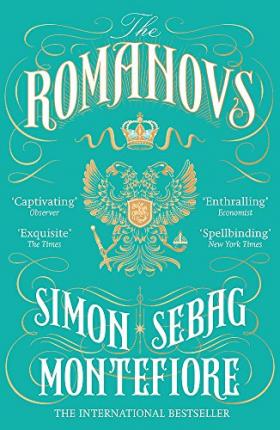 The
ROMANOVS
'Captivating'
Observer
'Enthralling'
Economist
'Exquisite'
The Times
'Spellbinding'
New York Times
SIMON SEBAG
MONTEFIORE
THE INTERNATIONAL BESTSELLER